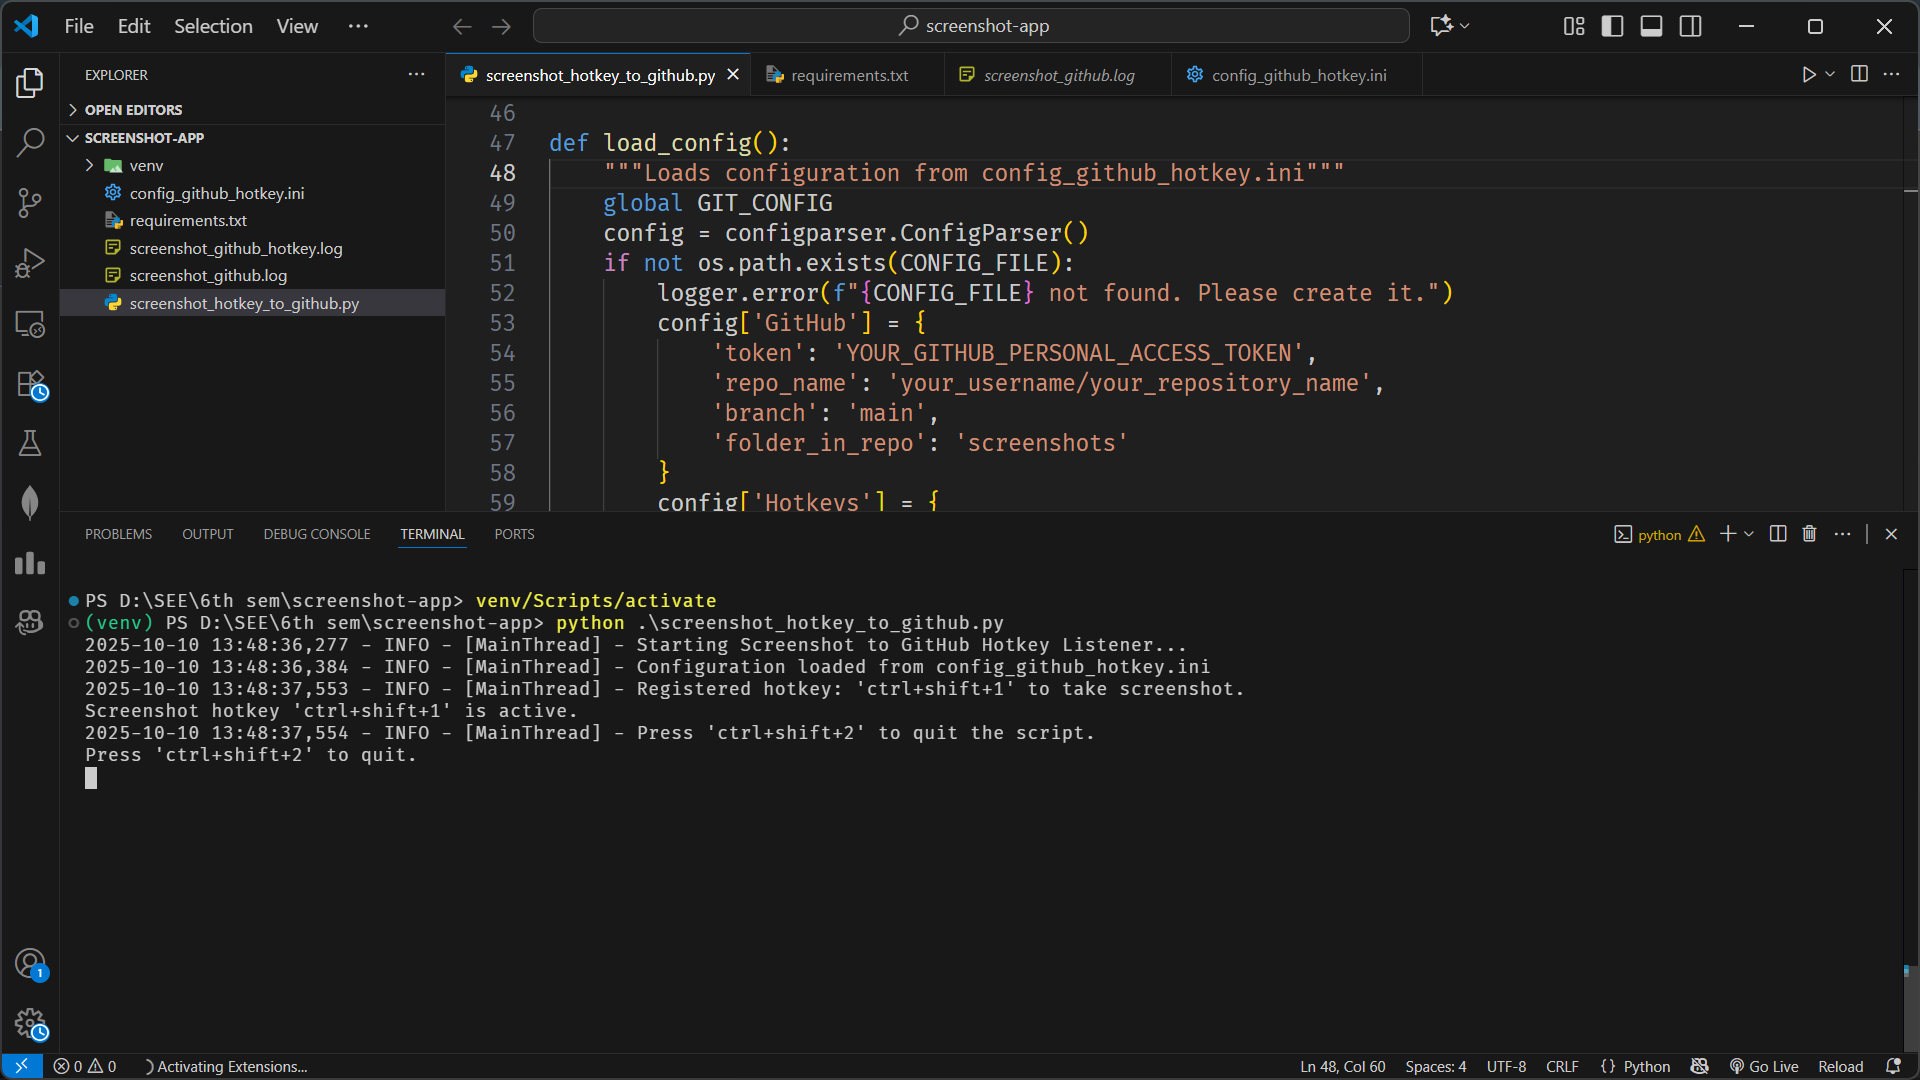 File Edit Selection View
screenshot-app
EXPLORER
OPEN EDITORS
SCREENSHOT-APP
venv
config_github_hotkey.ini
requirements.txt
screenshot_github_hotkey.log
screenshot_github.log
screenshot_hotkey_to_github.py
screenshot_hotkey_to_github.py requirements.txt screenshot_github.log config_github_hotkey.ini
46
47 def load_config():
48 """Loads configuration from config_github_hotkey.ini"""
49 global GIT_CONFIG
50 config = configparser.ConfigParser()
51 if not os.path.exists(CONFIG_FILE):
52 logger.error(f"{CONFIG_FILE} not found. Please create it.")
53 config['GitHub'] = {
54 'token': 'YOUR_GITHUB_PERSONAL_ACCESS_TOKEN',
55 'repo_name': 'your_username/your_repository_name',
56 'branch': 'main',
57 'folder_in_repo': 'screenshots'
58 }
59 config['Hotkeys'] = {
PROBLEMS OUTPUT DEBUG CONSOLE TERMINAL PORTS
python
PS D:\SEE\6th sem\screenshot-app> venv/Scripts/activate
(venv) PS D:\SEE\6th sem\screenshot-app> python .\screenshot_hotkey_to_github.py
2025-10-10 13:48:36,277 - INFO - [MainThread] - Starting Screenshot to GitHub Hotkey Listener...
2025-10-10 13:48:36,384 - INFO - [MainThread] - Configuration loaded from config_github_hotkey.ini
2025-10-10 13:48:37,553 - INFO - [MainThread] - Registered hotkey: 'ctrl+shift+1' to take screenshot.
Screenshot hotkey 'ctrl+shift+1' is active.
2025-10-10 13:48:37,554 - INFO - [MainThread] - Press 'ctrl+shift+2' to quit the script.
Press 'ctrl+shift+2' to quit.
1
0 0 Activating Extensions... Ln 48, Col 60 Spaces: 4 UTF-8 CRLF {} Python Go Live Reload